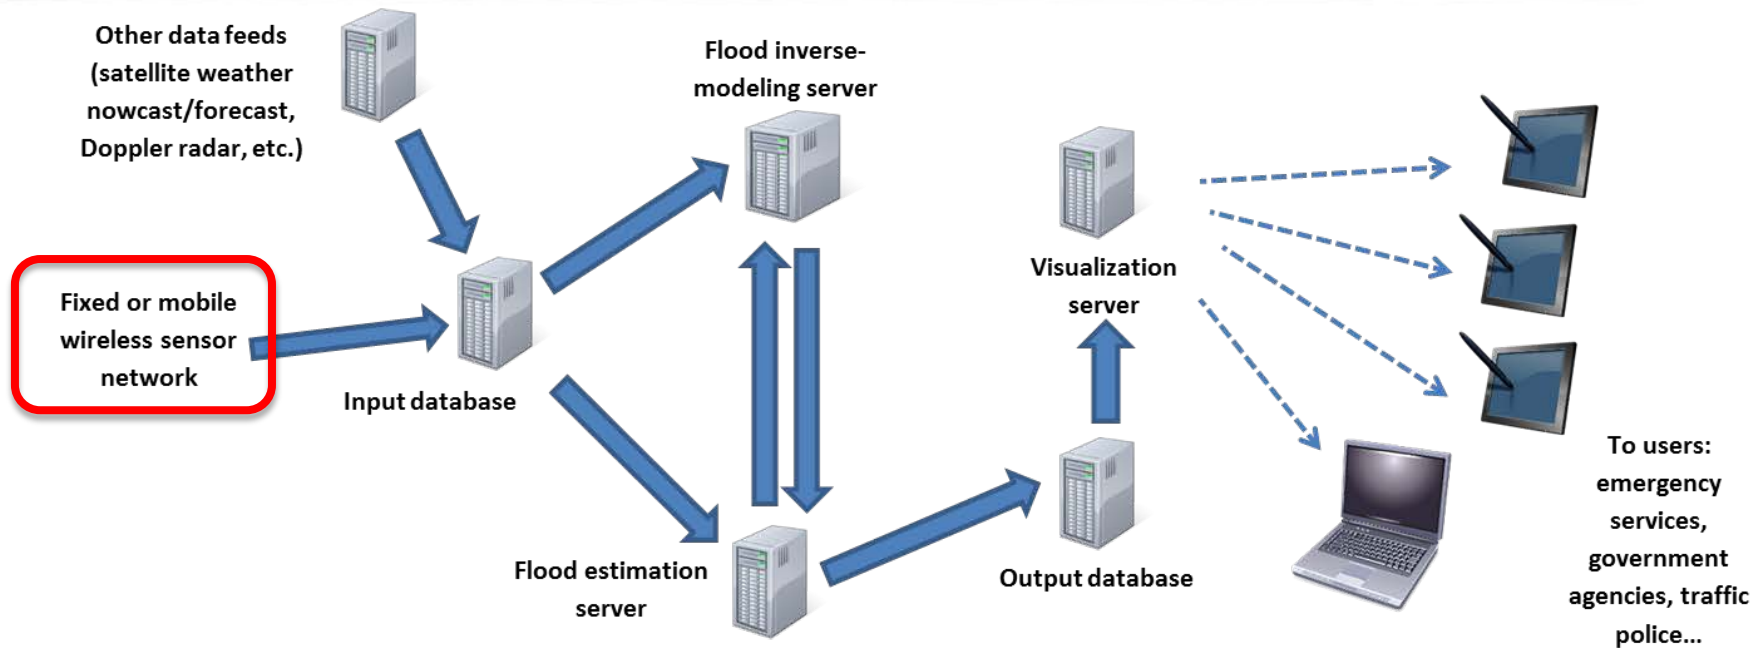 Other data feeds
(satellite weather
nowcast/forecast,
Doppler radar, etc.)
Flood inverse-
modeling server
Fixed or mobile
wireless sensor
network
Input database
Visualization
server
Flood estimation
server
Output database
To users:
emergency
services,
government
agencies, traffic
police...